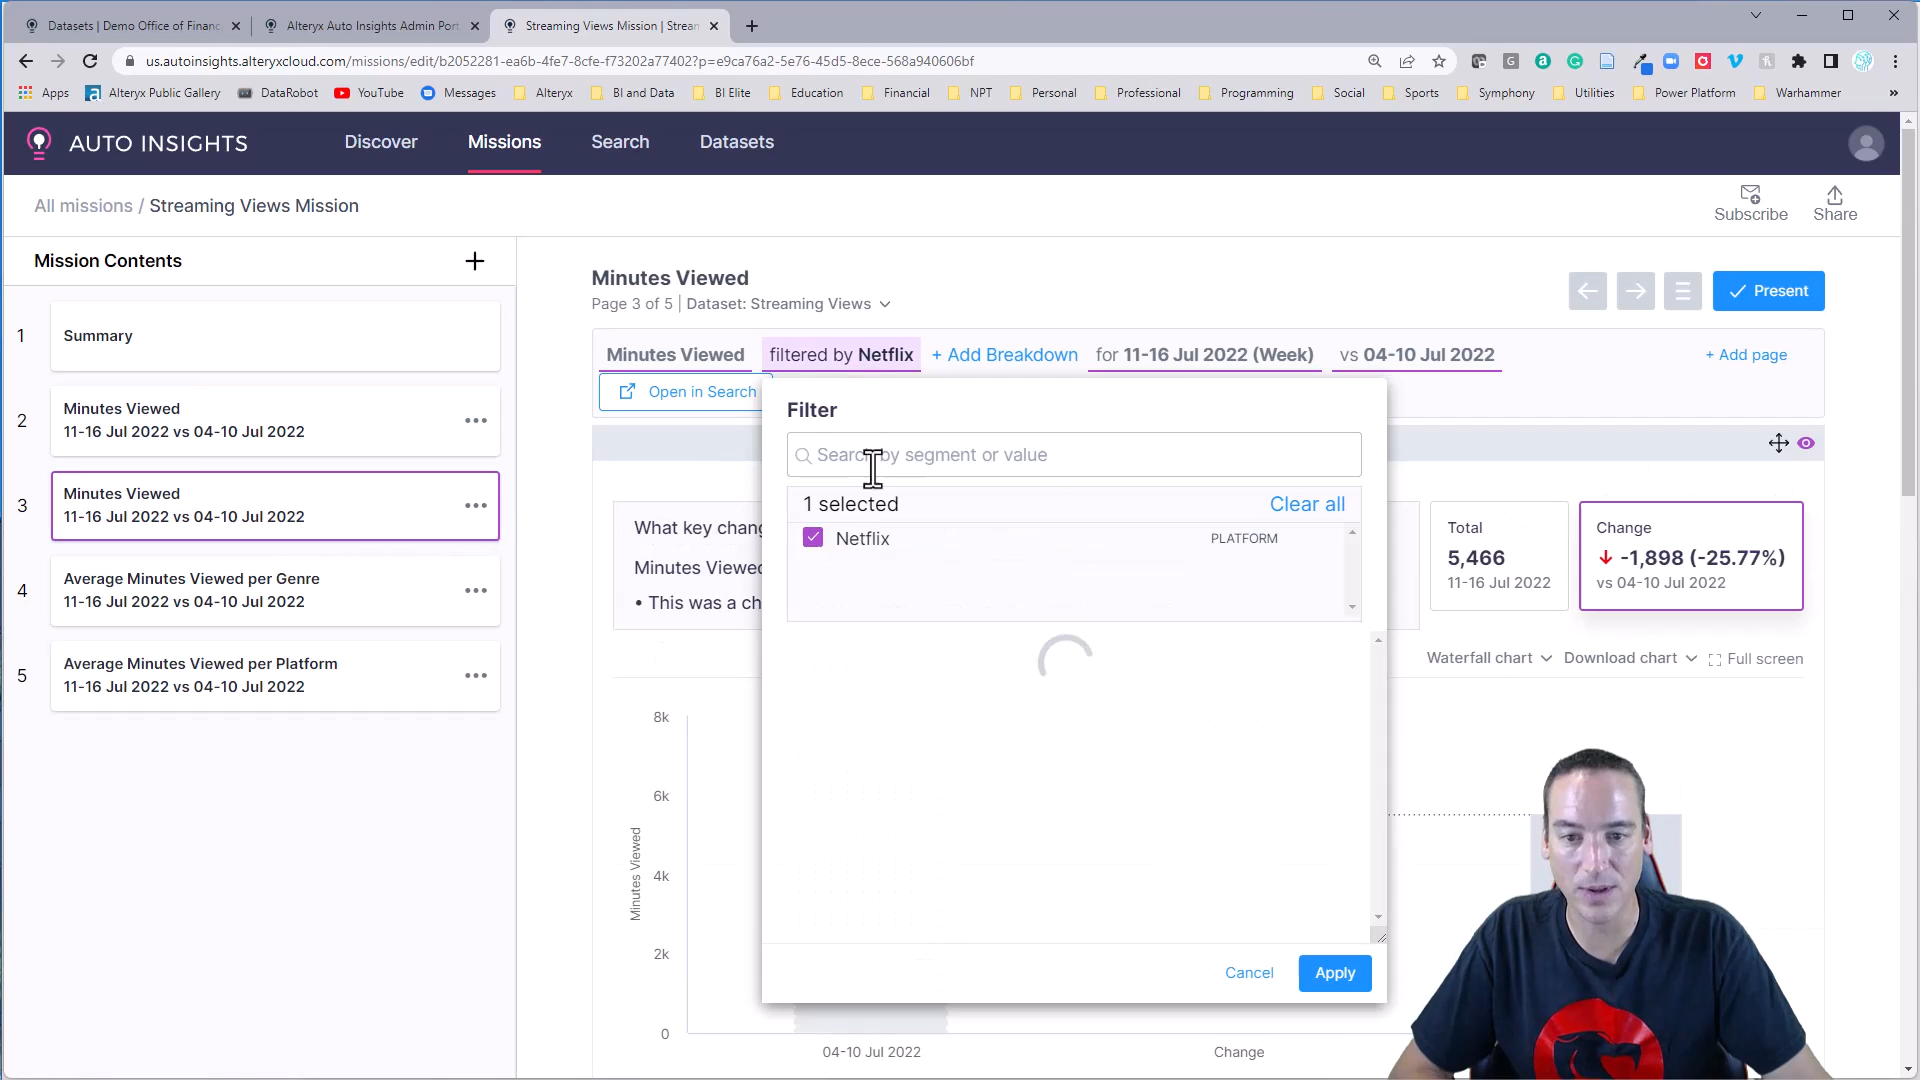 Datasets | Demo Office of Financ
Alteryx Auto Insights Admin Port
Streaming Views Mission | Strean
us.autoinsights.alteryxcloud.com/missions/edit/b2052281-ea6b-4fe7-8cfe-f73202a77402?p=e9ca76a2-5e76-45d5-8ece-568a940606bf
Apps Alteryx Public Gallery DataRobot YouTube Messages Alteryx BI and Data BI Elite Education Financial NPT Personal Professional Programming Social Sports Symphony Utilities Power Platform Warhammer »
AUTO INSIGHTS Discover Missions Search Datasets
All missions / Streaming Views Mission
Subscribe
Share
Mission Contents
1 Summary
2 Minutes Viewed
11-16 Jul 2022 vs 04-10 Jul 2022
3 Minutes Viewed
11-16 Jul 2022 vs 04-10 Jul 2022
4 Average Minutes Viewed per Genre
11-16 Jul 2022 vs 04-10 Jul 2022
5 Average Minutes Viewed per Platform
11-16 Jul 2022 vs 04-10 Jul 2022
Minutes Viewed
Page 3 of 5 | Dataset: Streaming Views
Present
Minutes Viewed filtered by Netflix + Add Breakdown for 11-16 Jul 2022 (Week) vs 04-10 Jul 2022
+ Add page
Open in Search
Filter
Search by segment or value
1 selected Clear all
Netflix PLATFORM
Cancel Apply
What key chang
Minutes Viewed
• This was a ch
Total
5,466
11-16 Jul 2022
Change
-1,898 (-25.77%)
vs 04-10 Jul 2022
Waterfall chart Download chart Full screen
Minutes Viewed
8k
6k
4k
2k
0
04-10 Jul 2022
Change